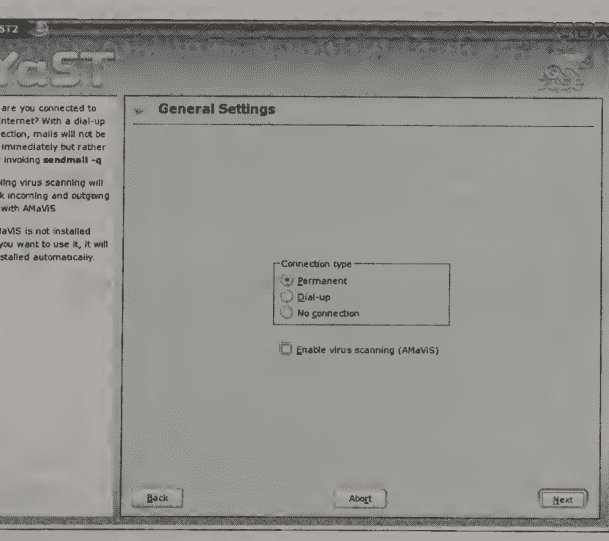 ST2
YaST
are you connected to
nternet? With a dial-up
ection, mails will not be
immediately but rather
invoking sendmail -q
ling virus scanning will
k incoming and outgoing
with AMaViS
MaViS is not installed
you want to use it, it will
stalled automatically.
General Settings
Connection type
Permanent
Dial-up
No connection
Enable virus scanning (AMaViS)
Back
Abort
Next